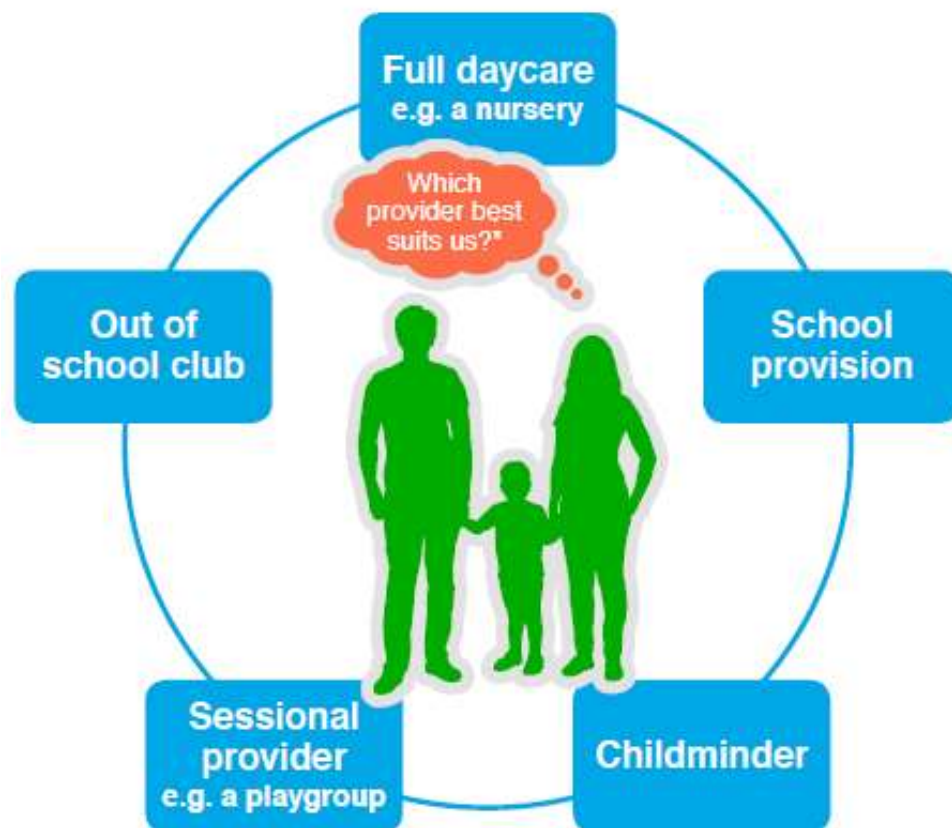 Full daycare
e.g. a nursery
Which
provider best
suits us?*
Out of
school club
School
provision
Sessional
provider
e.g. a playgroup
Childminder